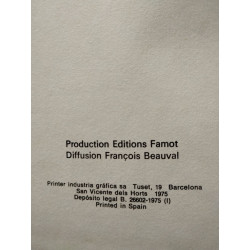 Production Editions Famot
Diffusion François Beauval
Printer industria gráfica sa Tuset, 19 Barcelona
San Vicente dels Horts 1975
Depósito legal B. 26602-1975 (I)
Printed in Spain